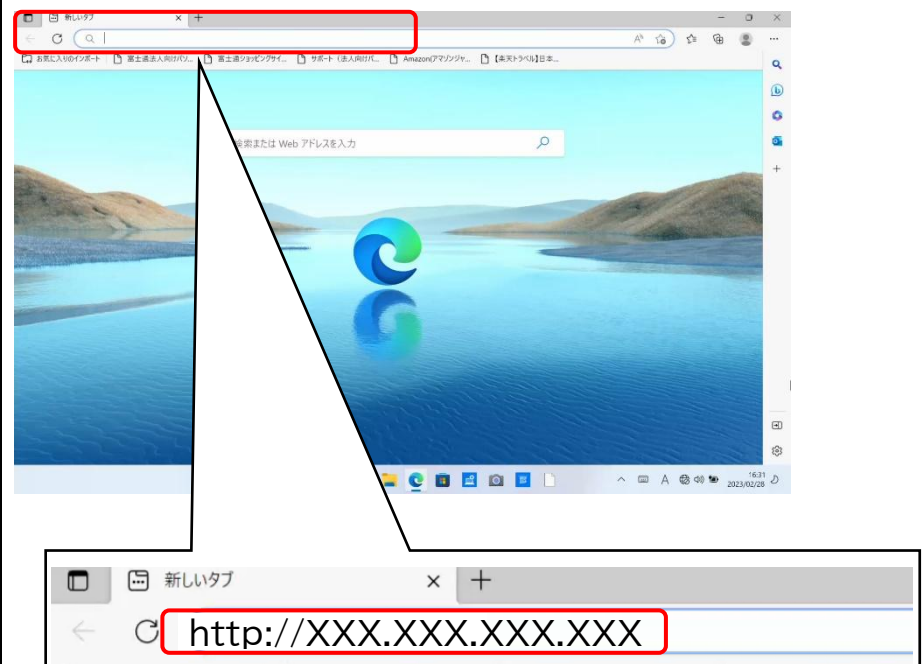 新しいタブ
お気に入りのインポート 富士通法人向けパソ... 富士通ショッピングサイ... サポート (法人向けパ... Amazon(アマゾンジャ... 【楽天トラベル】日本...
検索または Web アドレスを入力
A
16:31
2023/02/28
新しいタブ
http://XXX.XXX.XXX.XXX